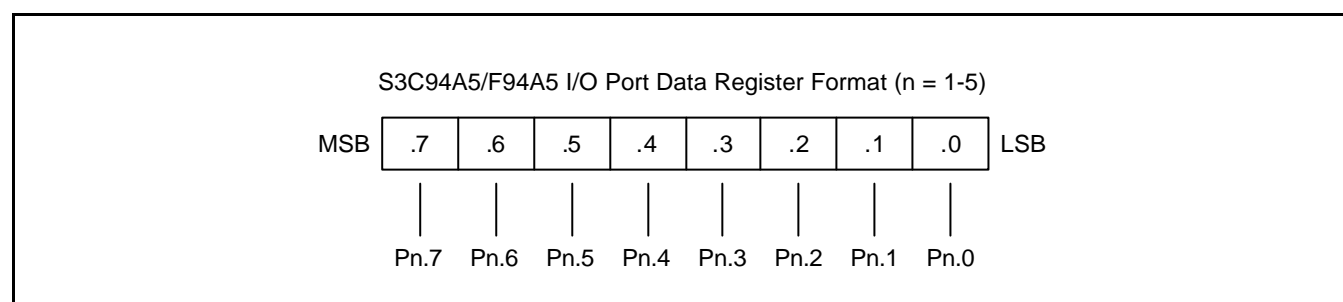 S3C94A5/F94A5 I/O Port Data Register Format (n = 1-5)
MSB .7 .6 .5 .4 .3 .2 .1 .0 LSB
Pn.7 Pn.6 Pn.5 Pn.4 Pn.3 Pn.2 Pn.1 Pn.0